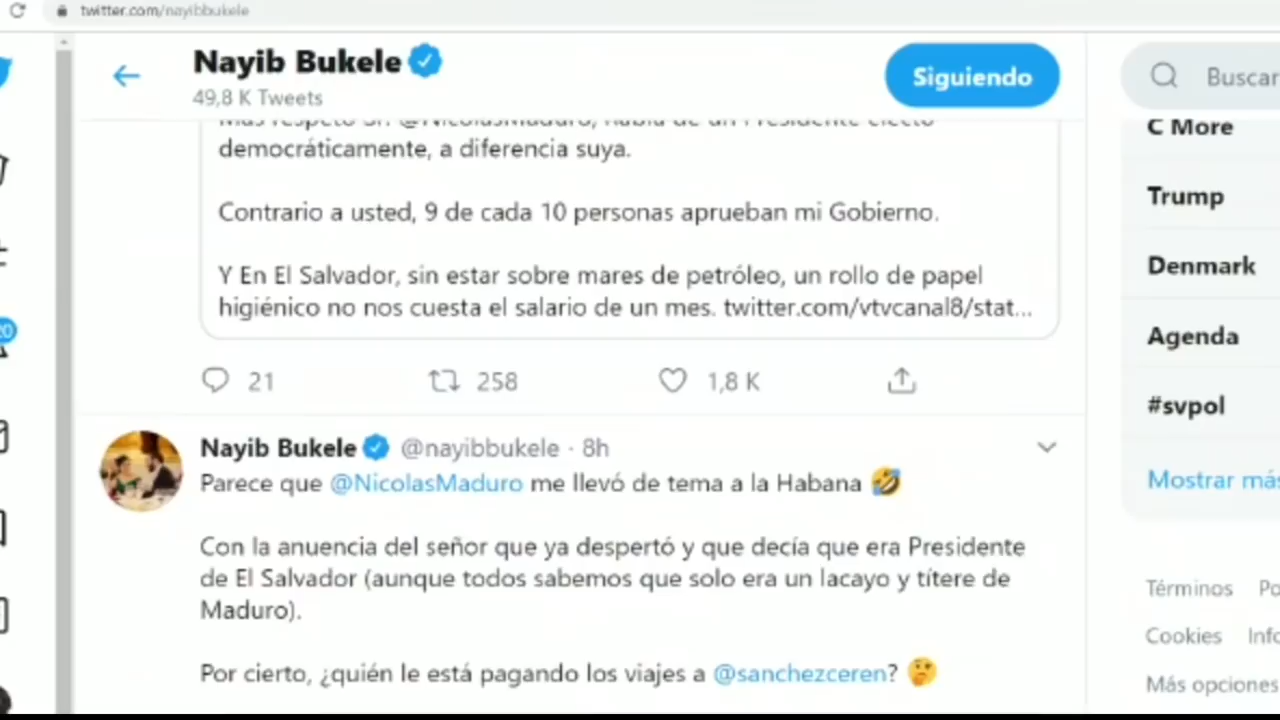 twitter.com/nayibbukele
Nayib Bukele
49,8 K Tweets
Siguiendo
Buscar
Más respeto Sr. @NicolasMaduro, habla de un Presidente electo
democráticamente, a diferencia suya.
Contrario a usted, 9 de cada 10 personas aprueban mi Gobierno.
Y En El Salvador, sin estar sobre mares de petróleo, un rollo de papel
higiénico no nos cuesta el salario de un mes. twitter.com/vtvcanal8/stat...
21 258 1,8 K
Nayib Bukele @nayibbukele · 8h
Parece que @NicolasMaduro me llevó de tema a la Habana 🤣
Con la anuencia del señor que ya despertó y que decía que era Presidente
de El Salvador (aunque todos sabemos que solo era un lacayo y títere de
Maduro).
Por cierto, ¿quién le está pagando los viajes a @sanchezceren? 🤔
20
C More
Trump
Denmark
Agenda
#svpol
Mostrar más
Términos Po
Cookies Info
Más opciones